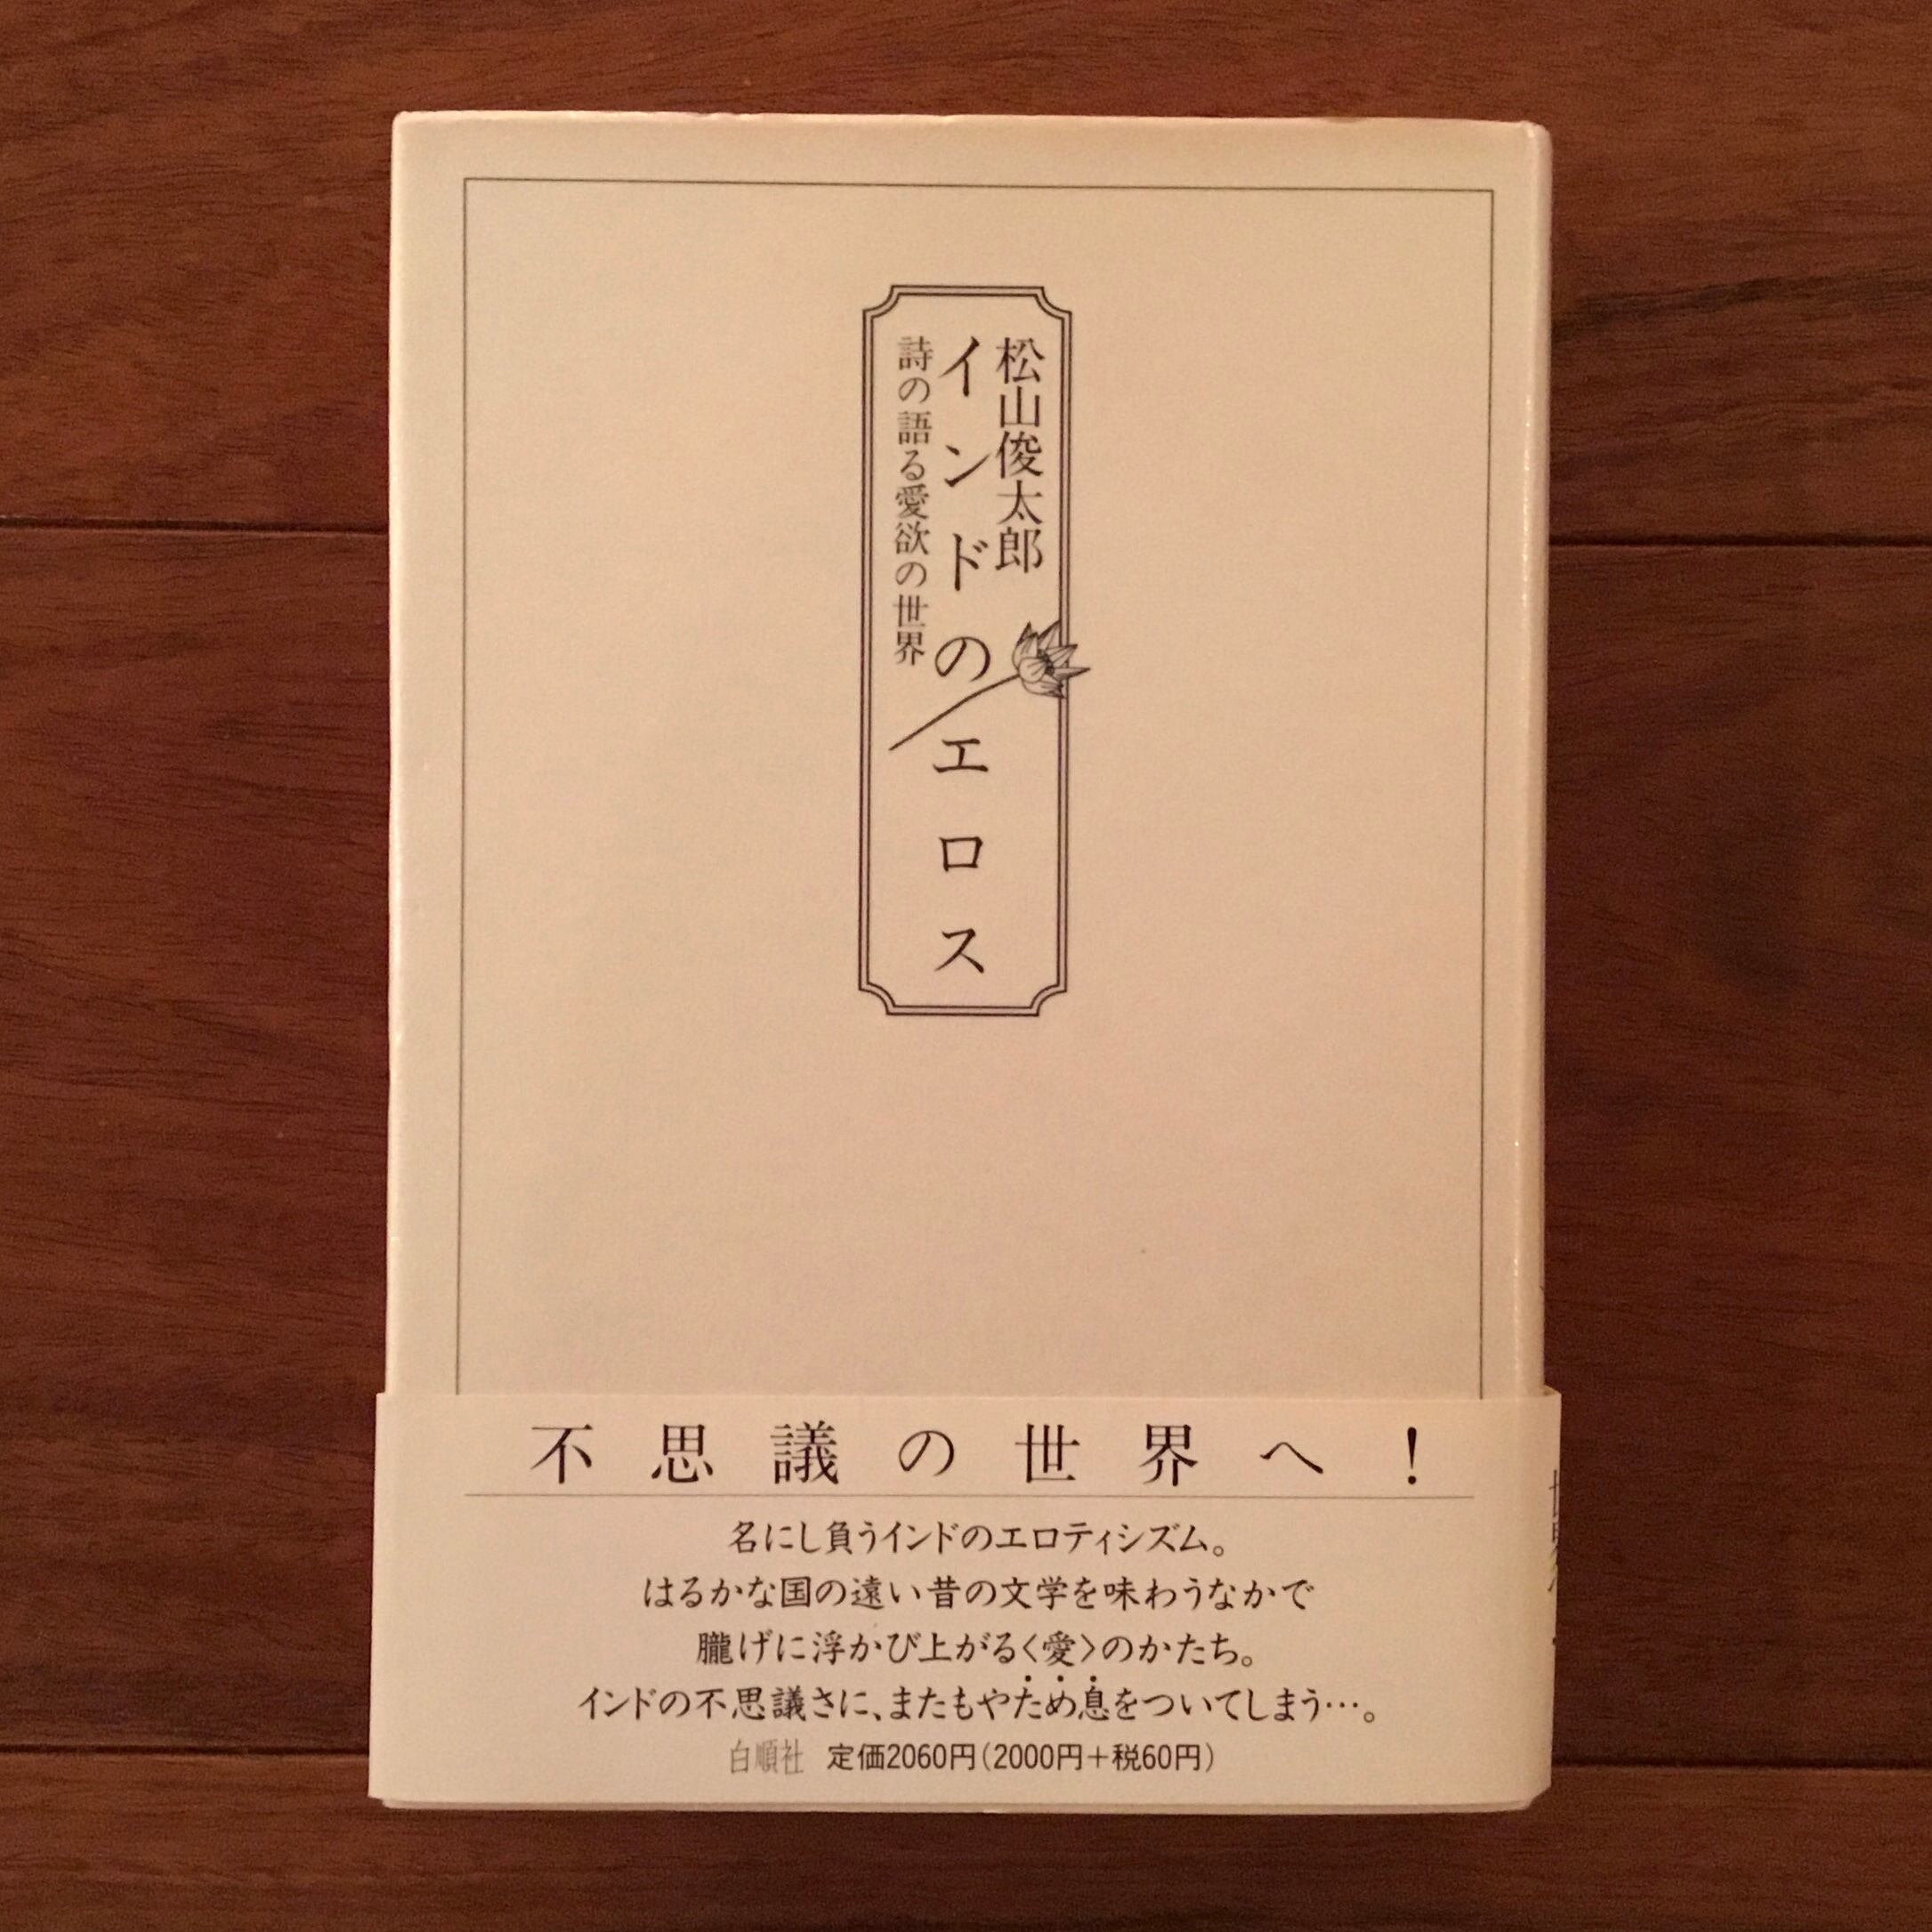 松山俊太郎
インドのエロス
詩の語る愛欲の世界
不思議の世界へ！
名にし負うインドのエロティシズム。
はるかな国の遠い昔の文学を味わうなかで
朧げに浮かび上がる〈愛〉のかたち。
インドの不思議さに、またもやため息をついてしまう…。
白順社 定価2060円（2000円＋税60円）